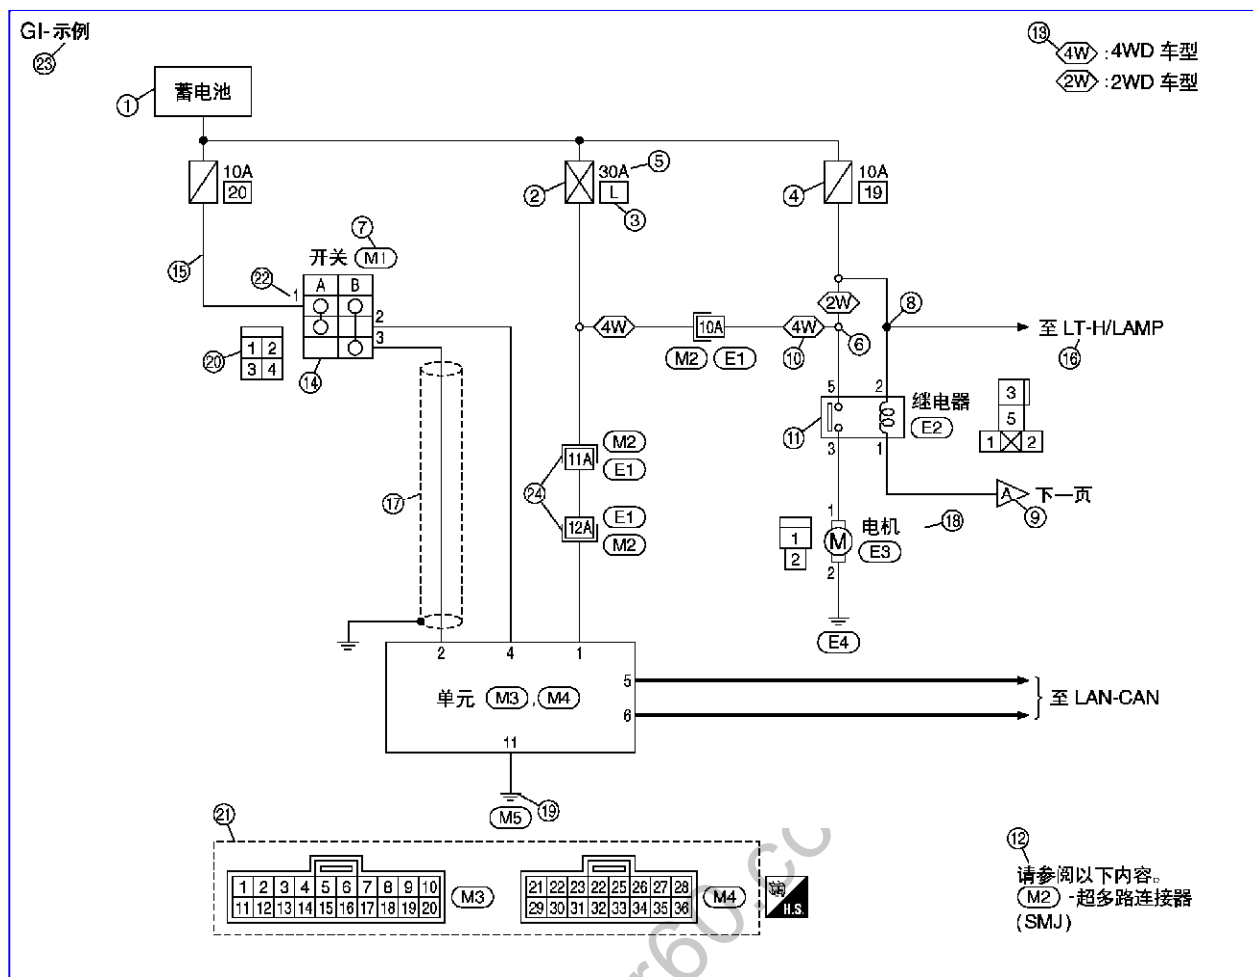 GI-示例
㉓
⑬
4W :4WD 车型
2W :2WD 车型
① 蓄电池
10A
20
② 30A ⑤
L
③
④ 10A
19
⑦
开关 M1
⑮
㉒
1
A B
2
3
⑳
1 2
3 4
⑭
4W
10A
M2 E1
4W
⑩
2W
⑥
⑧
至 LT-H/LAMP
⑯
5 2
⑪
继电器
E2
3 1
3
5
1 2
A 下一页
⑨
⑰
11A
M2
E1
㉔
12A
E1
M2
1
2
1
M
2
电机
E3
⑱
E4
2 4 1
单元 M3 , M4
5
6
11
至 LAN-CAN
M5
⑲
㉑
1 2 3 4 5 6 7 8 9 10
11 12 13 14 15 16 17 18 19 20
M3
21 22 23 22 25 26 27 28
29 30 31 32 33 34 35 36
M4
H.S.
⑫
请参阅以下内容。
M2 -超多路连接器
(SMJ)